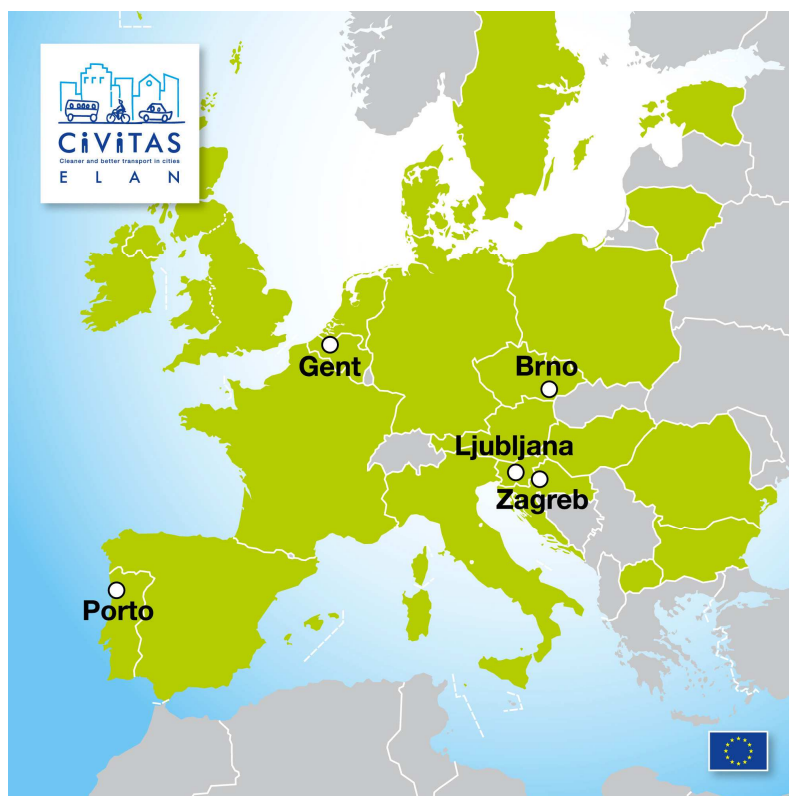 CiViTAS
Cleaner and better transport in cities
E L A N
Gent
Brno
Ljubljana
Zagreb
Porto